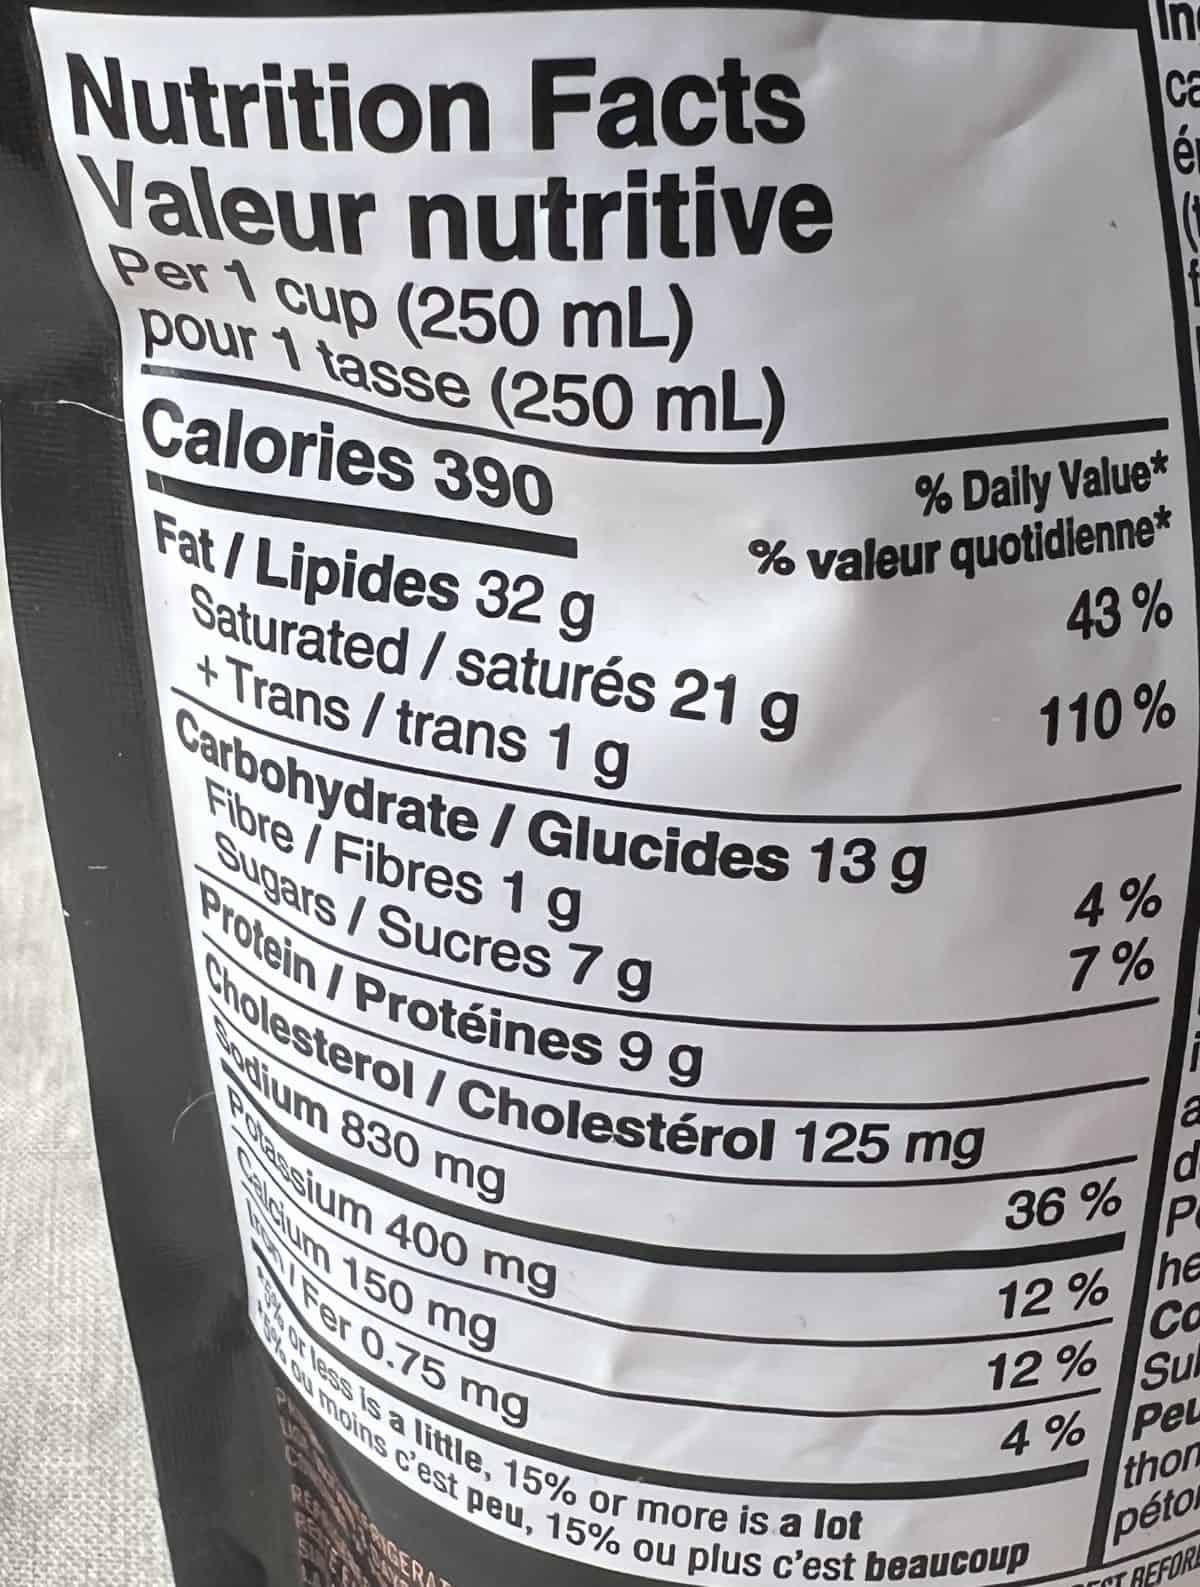 Nutrition Facts
Valeur nutritive
Per 1 cup (250 mL)
pour 1 tasse (250 mL)
Calories 390
% Daily Value*
% valeur quotidienne*
Fat / Lipides 32 g 43 %
Saturated / saturés 21 g
+ Trans / trans 1 g 110 %
Carbohydrate / Glucides 13 g
Fibre / Fibres 1 g 4 %
Sugars / Sucres 7 g 7 %
Protein / Protéines 9 g
Cholesterol / Cholestérol 125 mg
Sodium 830 mg 36 %
Potassium 400 mg 12 %
Calcium 150 mg 12 %
Iron / Fer 0.75 mg 4 %
*5% or less is a little, 15% or more is a lot
*5% ou moins c'est peu, 15% ou plus c'est beaucoup